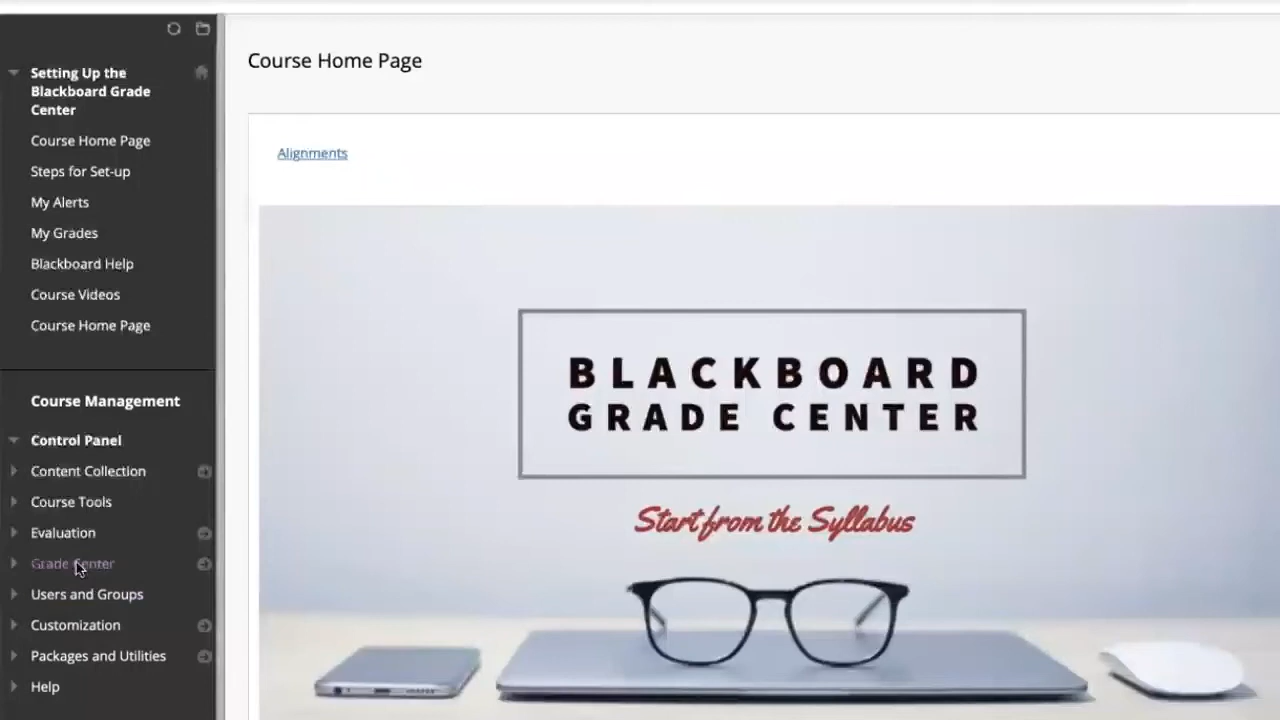 Setting Up the
Blackboard Grade
Center
Course Home Page
Steps for Set-up
My Alerts
My Grades
Blackboard Help
Course Videos
Course Home Page
Course Management
Control Panel
Content Collection
Course Tools
Evaluation
Grade Center
Users and Groups
Customization
Packages and Utilities
Help
Course Home Page
Alignments
BLACKBOARD
GRADE CENTER
Start from the Syllabus